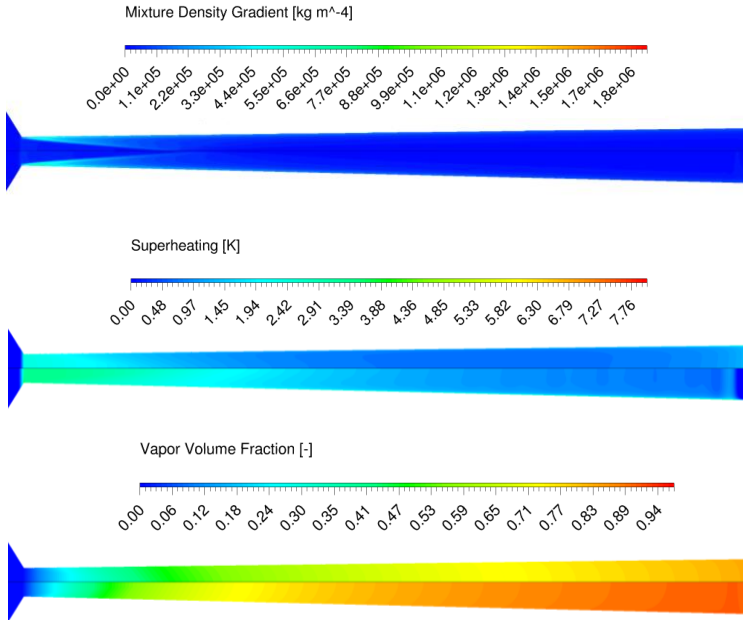 Mixture Density Gradient [kg m^-4]
0.0e+00 1.1e+05 2.2e+05 3.3e+05 4.4e+05 5.5e+05 6.6e+05 7.7e+05 8.8e+05 9.9e+05 1.1e+06 1.2e+06 1.3e+06 1.4e+06 1.5e+06 1.7e+06 1.8e+06
Superheating [K]
0.00 0.48 0.97 1.45 1.94 2.42 2.91 3.39 3.88 4.36 4.85 5.33 5.82 6.30 6.79 7.27 7.76
Vapor Volume Fraction [-]
0.00 0.06 0.12 0.18 0.24 0.30 0.35 0.41 0.47 0.53 0.59 0.65 0.71 0.77 0.83 0.89 0.94